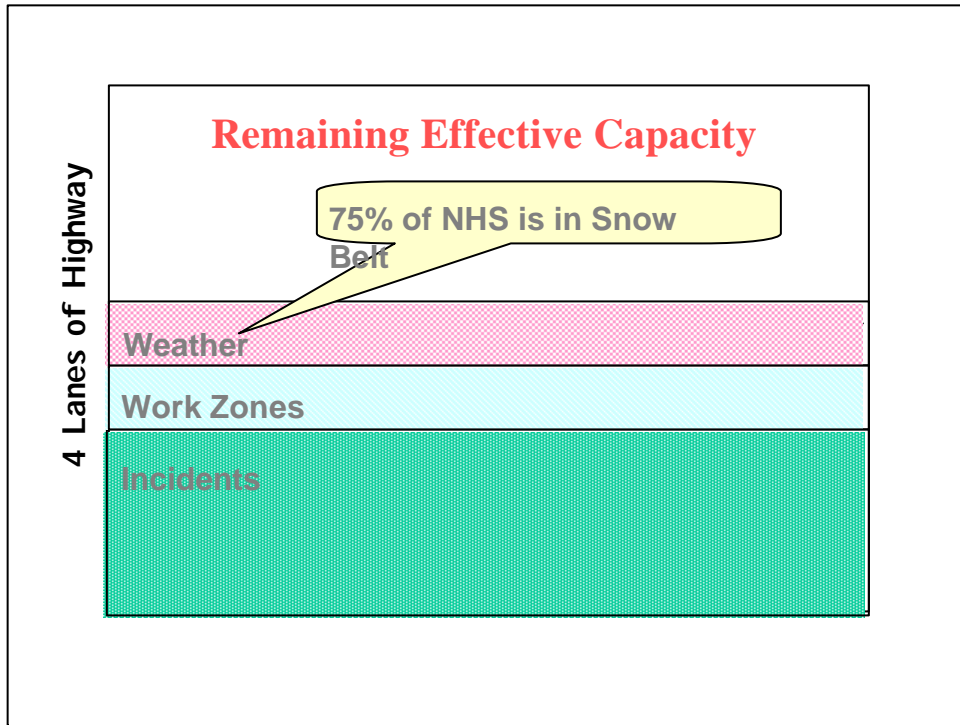 Remaining Effective Capacity
75% of NHS is in Snow
Belt
Weather
Work Zones
Incidents
4 Lanes of Highway